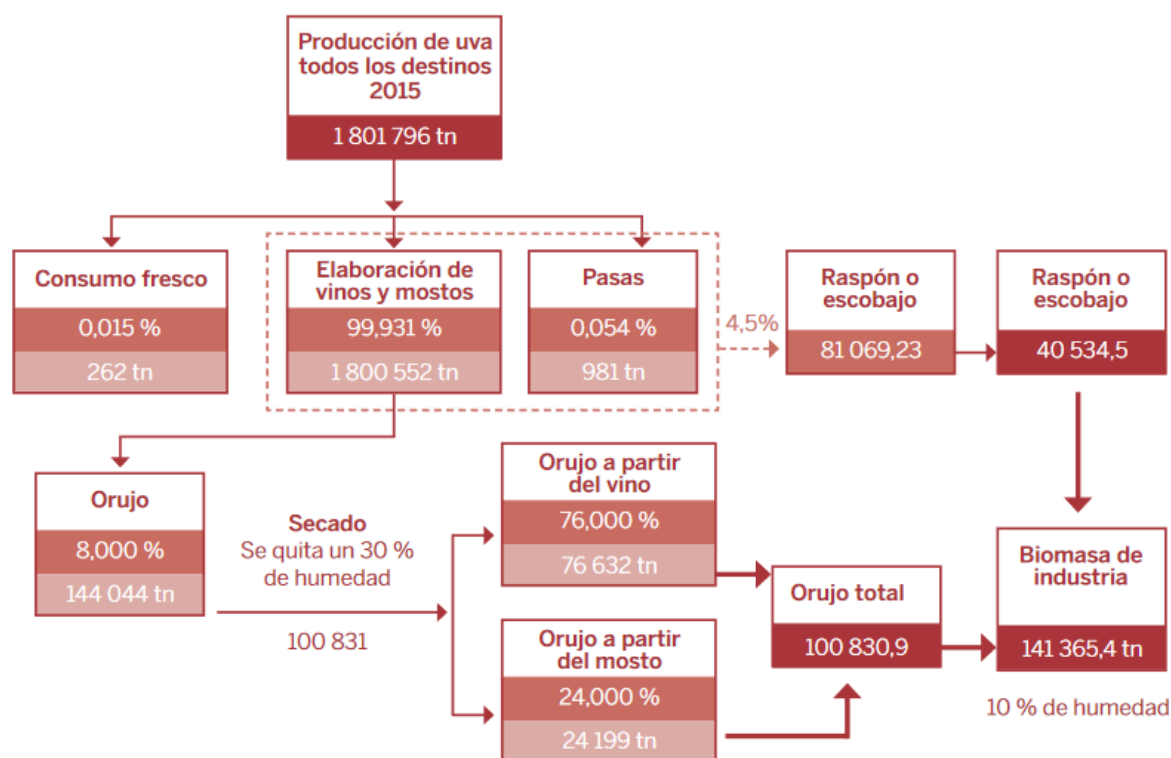 Producción de uva
todos los destinos
2015
1 801 796 tn
Consumo fresco
0,015 %
262 tn
Elaboración de
vinos y mostos
99,931 %
1 800 552 tn
Pasas
0,054 %
981 tn
4,5%
Raspón o
escobajo
81 069,23
Raspón o
escobajo
40 534,5
Orujo
8,000 %
144 044 tn
Secado
Se quita un 30 %
de humedad
100 831
Orujo a partir
del vino
76,000 %
76 632 tn
Orujo a partir
del mosto
24,000 %
24 199 tn
Orujo total
100 830,9
Biomasa de
industria
141 365,4 tn
10 % de humedad